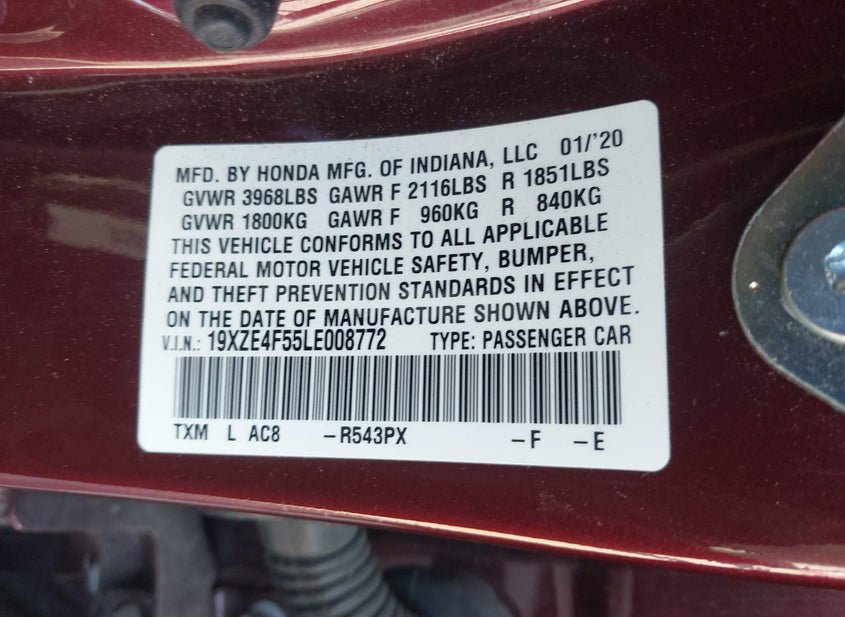 MFD. BY HONDA MFG. OF INDIANA, LLC 01/'20
GVWR 3968LBS GAWR F 2116LBS R 1851LBS
GVWR 1800KG GAWR F 960KG R 840KG
THIS VEHICLE CONFORMS TO ALL APPLICABLE
FEDERAL MOTOR VEHICLE SAFETY, BUMPER,
AND THEFT PREVENTION STANDARDS IN EFFECT
ON THE DATE OF MANUFACTURE SHOWN ABOVE.
V.I.N.: 19XZE4F55LE008772 TYPE: PASSENGER CAR
TXM L AC8 -R543PX -F -E